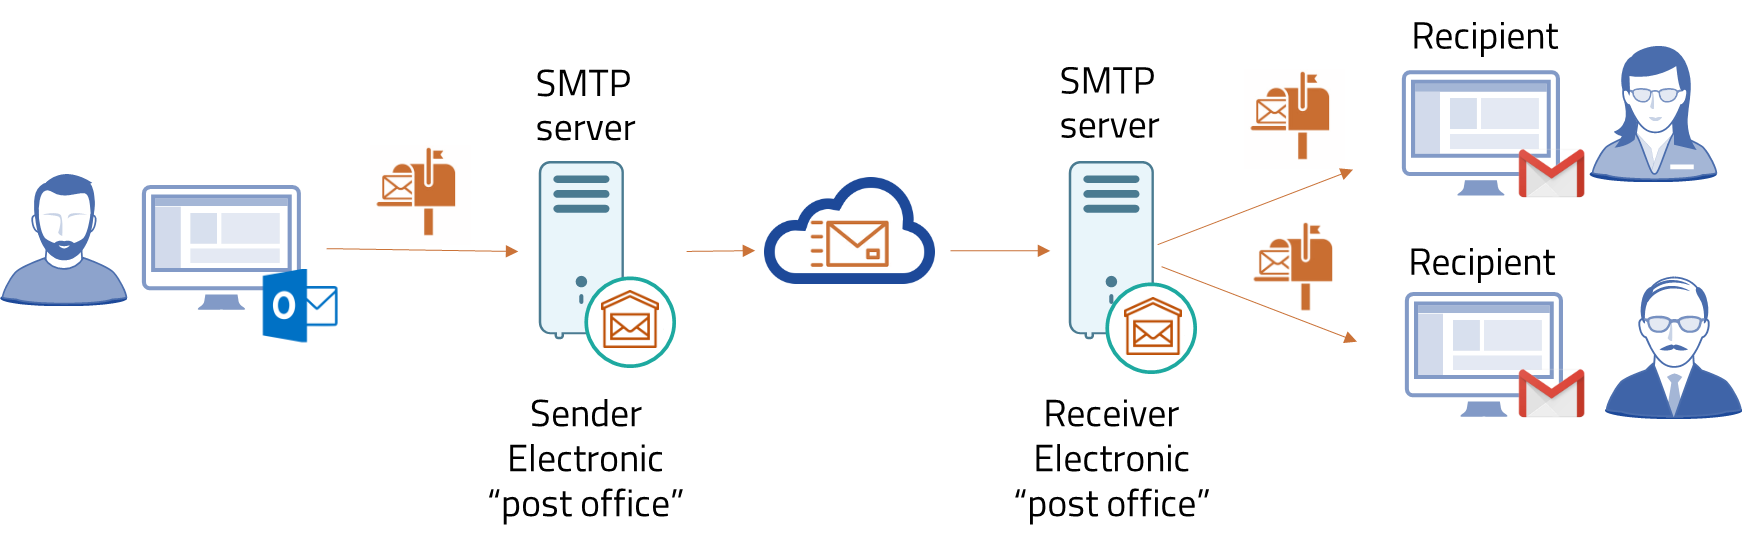 SMTP
server
Sender
Electronic
“post office”
SMTP
server
Receiver
Electronic
“post office”
Recipient
Recipient
O